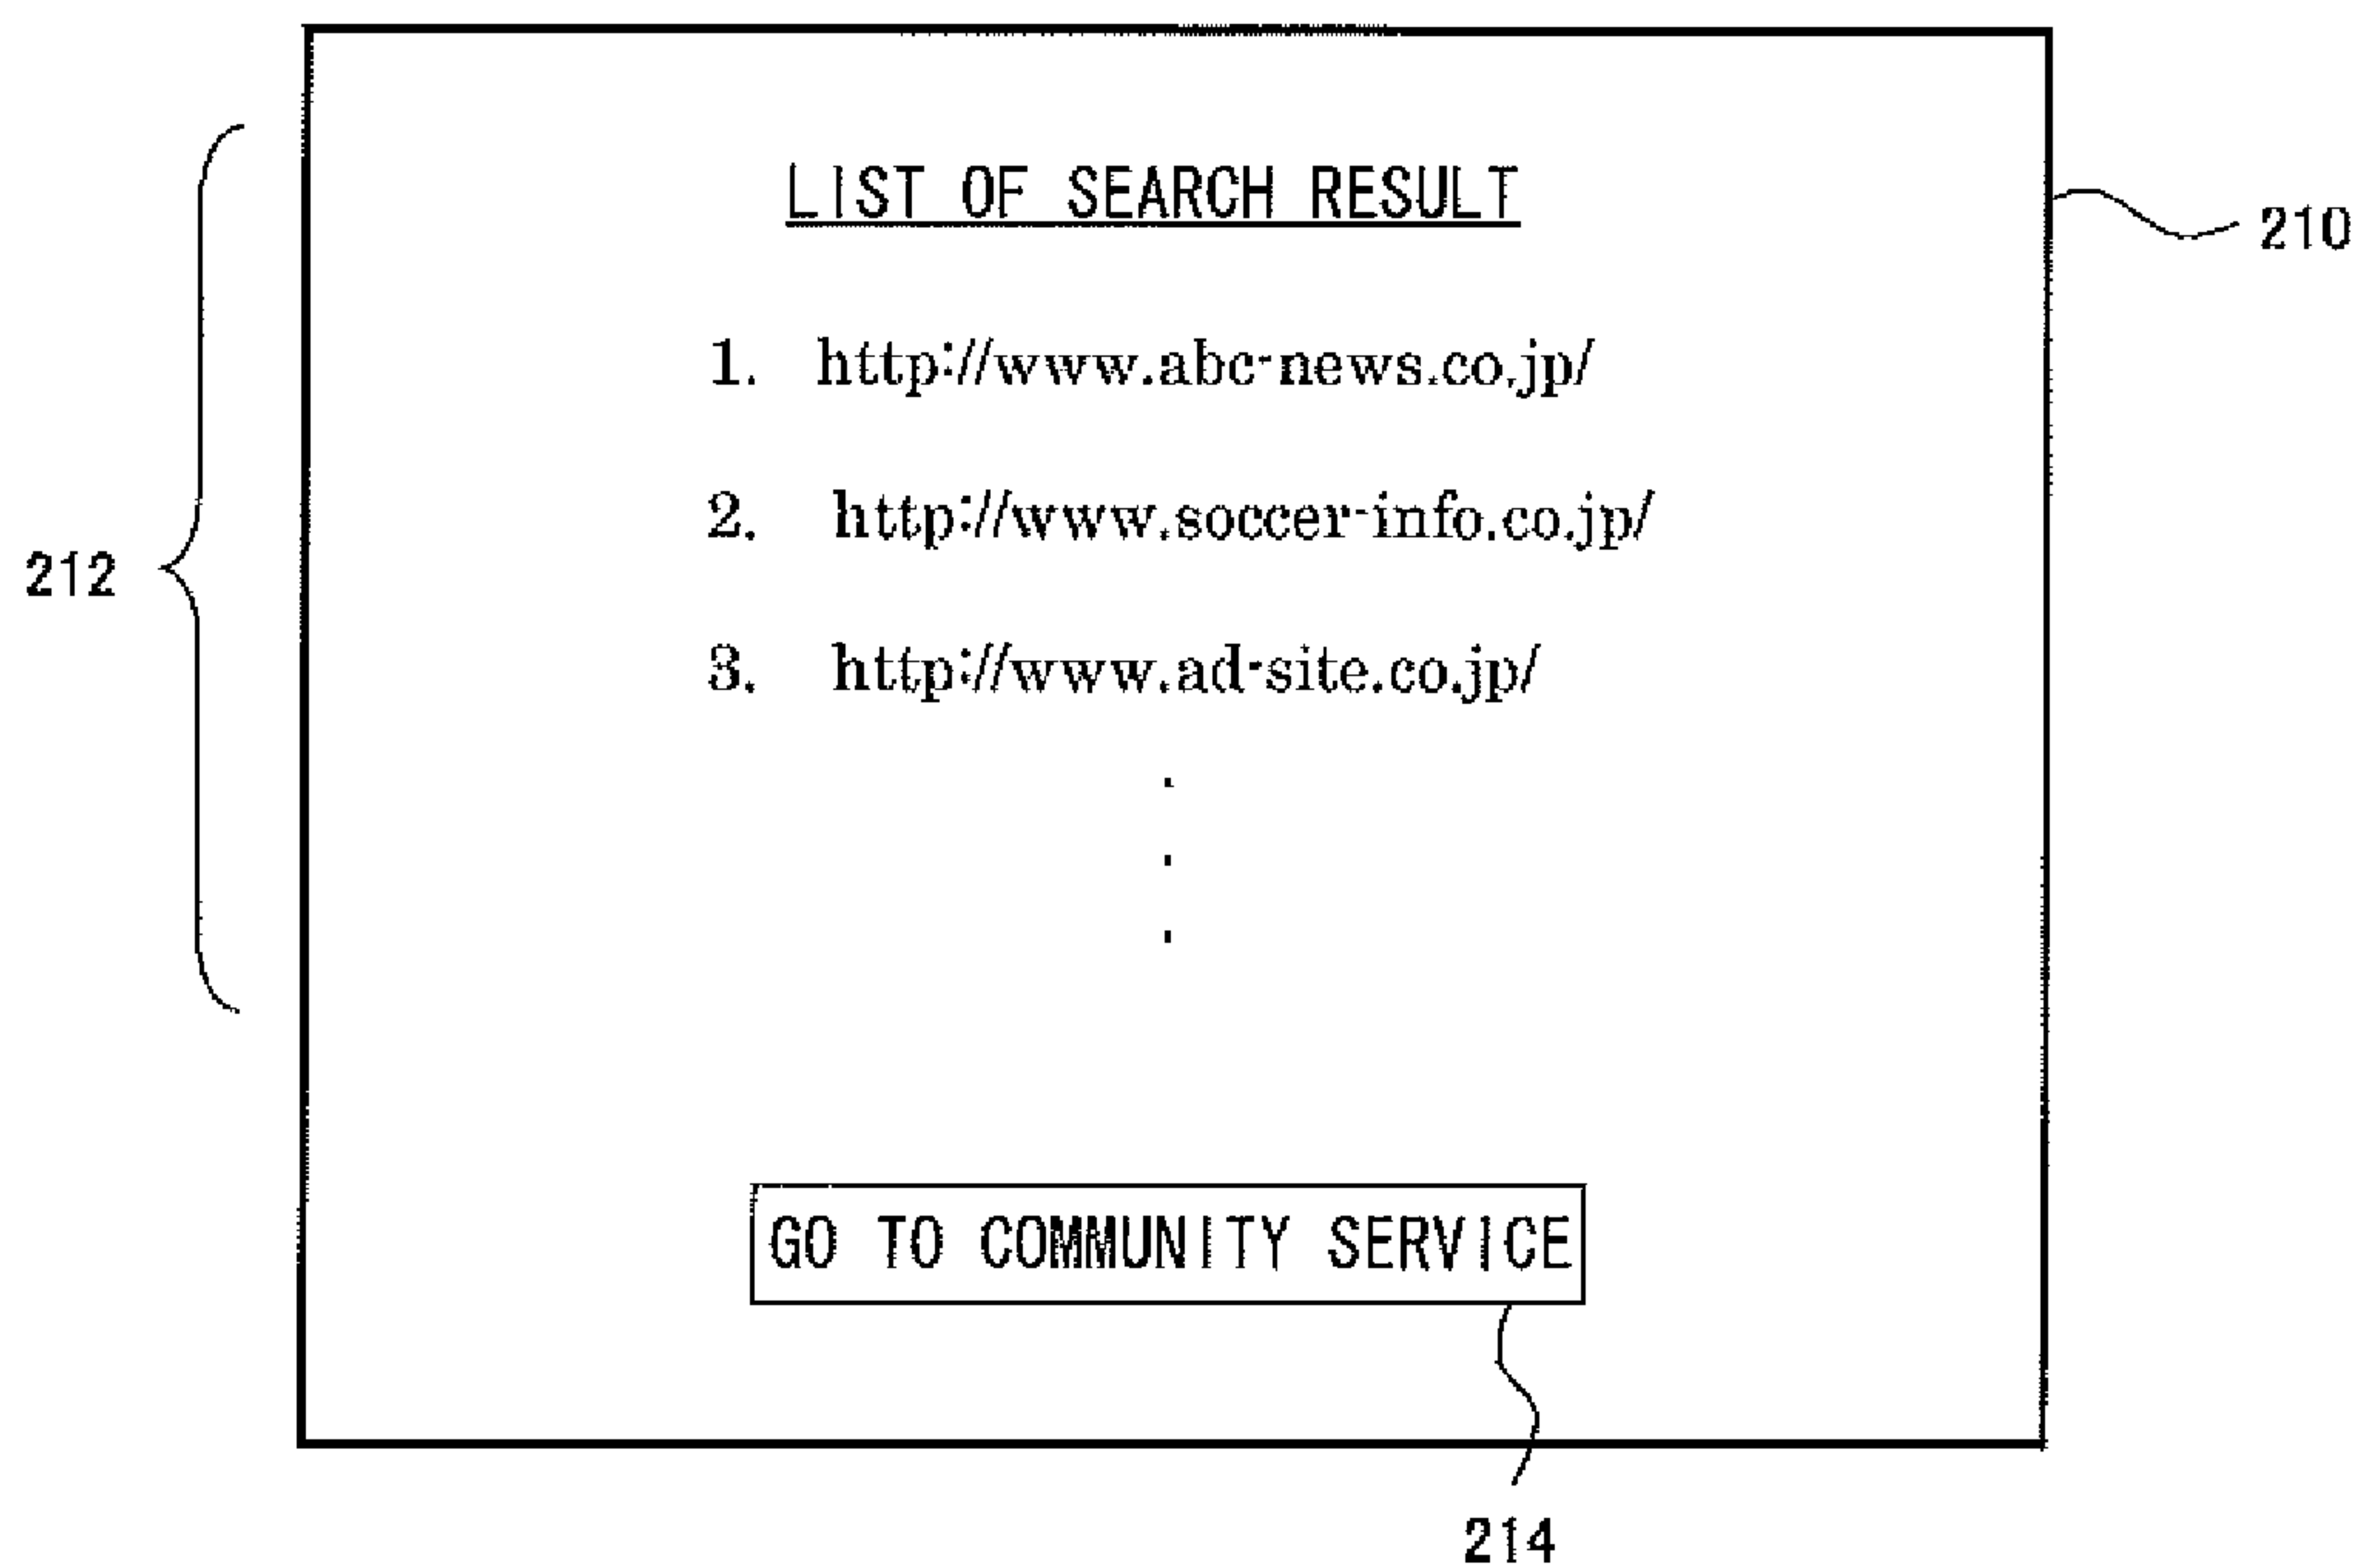 LIST OF SEARCH RESULT
210
1. http://www.abc-news.co.jp/
2. http://www.soccer-info.co.jp/
212
3. http://www.ad-site.co.jp/
.
.
.
GO TO COMMUNITY SERVICE
214